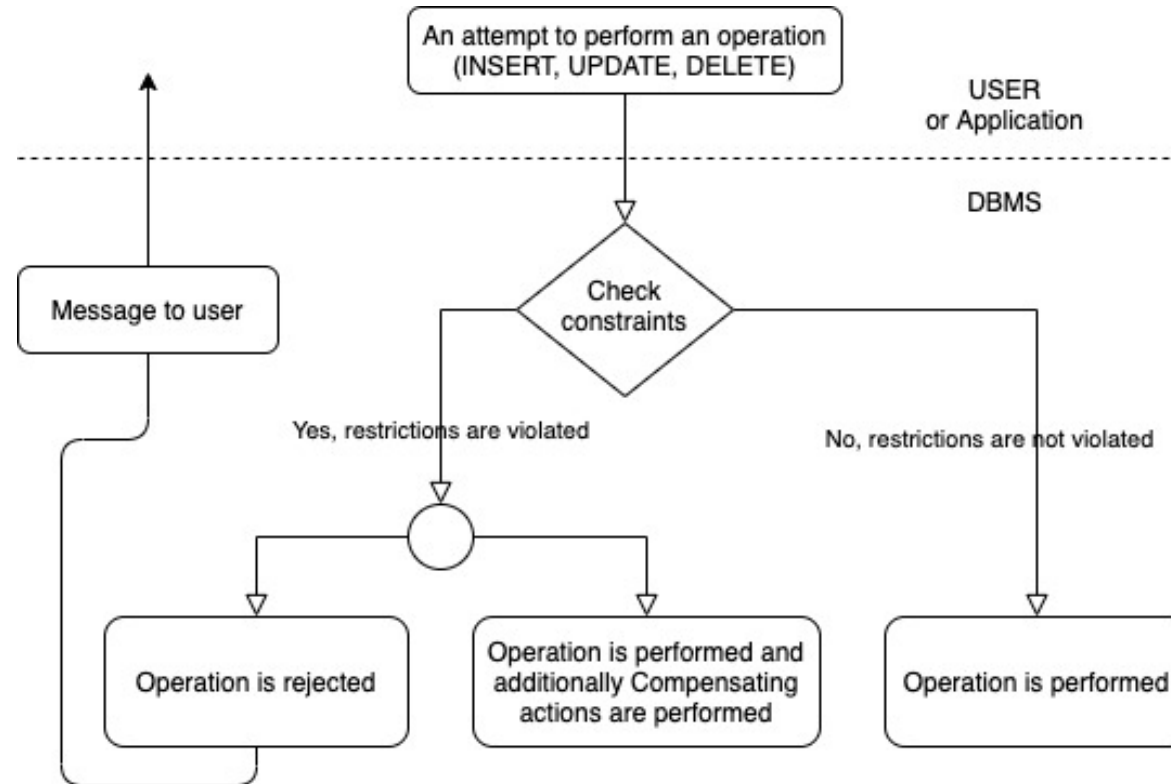 An attempt to perform an operation
(INSERT, UPDATE, DELETE)
USER
or Application
DBMS
Message to user
Check
constraints
Yes, restrictions are violated
No, restrictions are not violated
Operation is rejected
Operation is performed and
additionally Compensating
actions are performed
Operation is performed